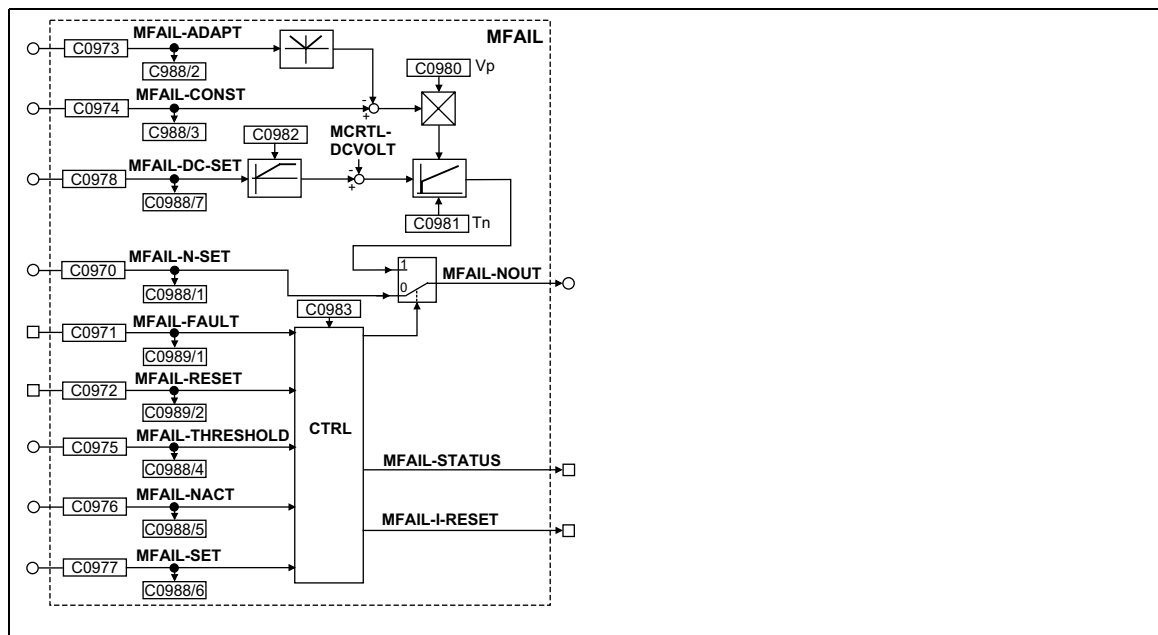 MFAIL
MFAIL-ADAPT
C0973
C988/2
C0980 Vp
MFAIL-CONST
C0974
-
+
C988/3
C0982
MCRTL-
DCVOLT
MFAIL-DC-SET
C0978
-
+
C0988/7
C0981 Tn
MFAIL-N-SET
C0970
1
0
MFAIL-NOUT
C0988/1
C0983
MFAIL-FAULT
C0971
C0989/1
MFAIL-RESET
C0972
C0989/2
CTRL
MFAIL-THRESHOLD
C0975
C0988/4
MFAIL-STATUS
MFAIL-NACT
C0976
C0988/5
MFAIL-I-RESET
MFAIL-SET
C0977
C0988/6